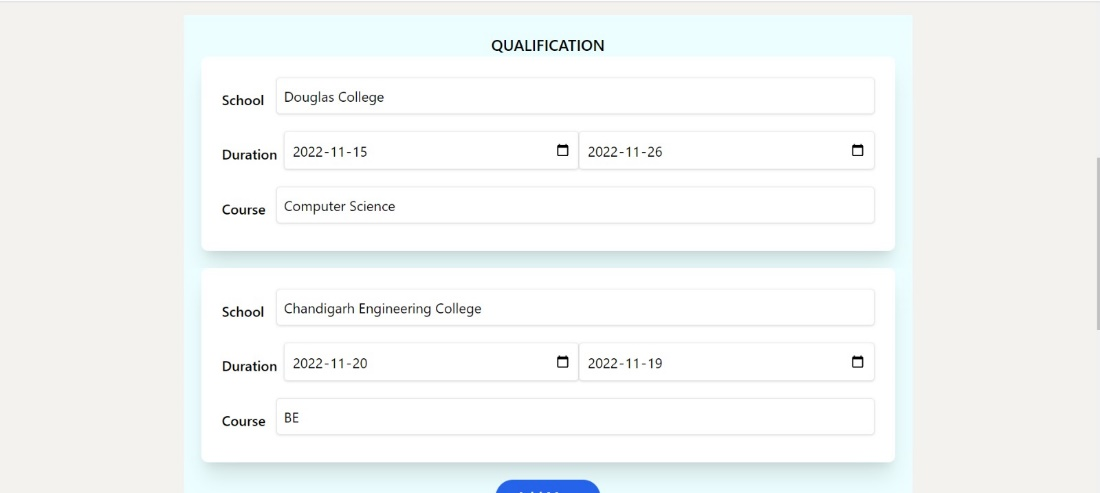 QUALIFICATION
School Douglas College
Duration 2022-11-15 2022-11-26
Course Computer Science
School Chandigarh Engineering College
Duration 2022-11-20 2022-11-19
Course BE